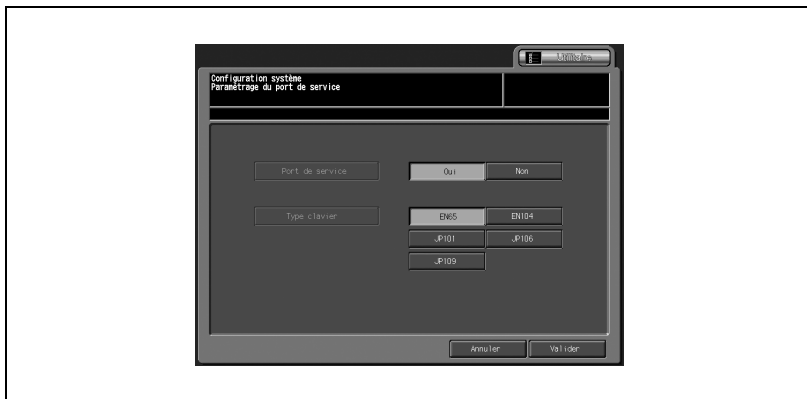 Utilitaire
Configuration système
Paramétrage du port de service
Port de service Oui Non
Type clavier EN65 EN104
JP101 JP106
JP109
Annuler Valider